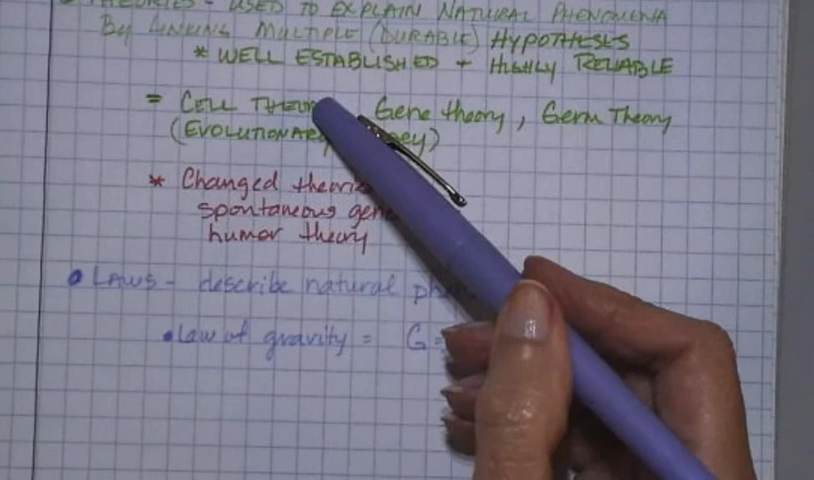 THEORIES - USED TO EXPLAIN NATURAL PHENOMENA
By LINKING MULTIPLE (DURABLE) HYPOTHESES
* WELL ESTABLISHED + HIGHLY RELIABLE
= CELL Gene theory, Germ Theory
* Changed
spontaneous
humor theory
• LAWS - describe natural
• law of gravity = G